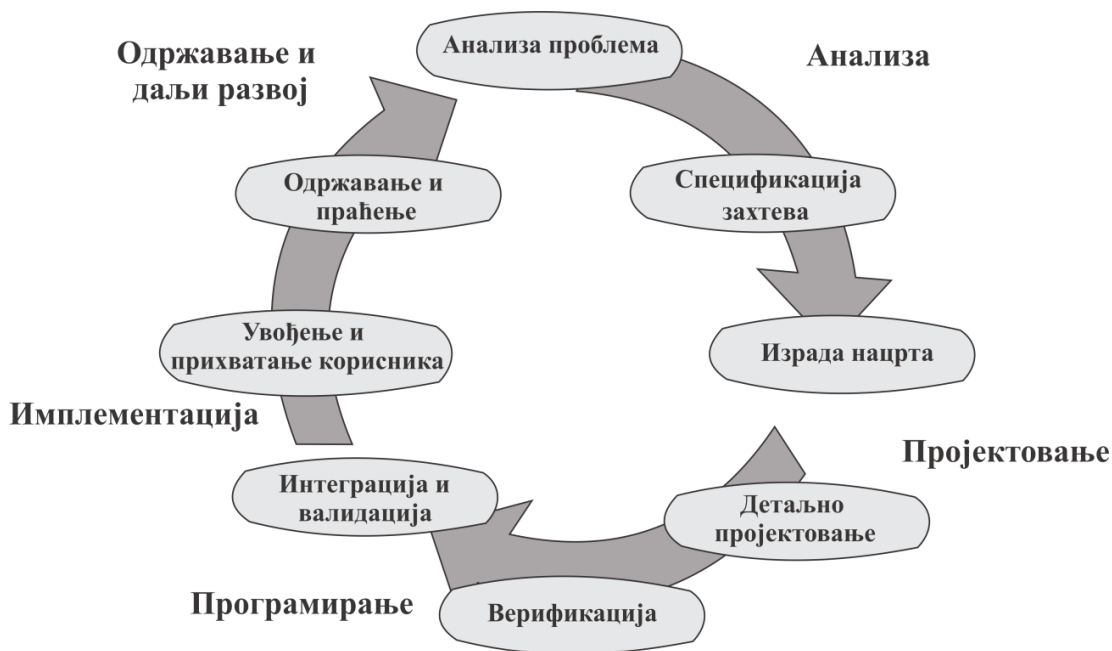 Анализа проблема
Анализа
Одржавање и
даљи развој
Одржавање и
праћење
Спецификација
захтева
Увођење и
прихватање корисника
Израда нацрта
Имплементација
Пројектовање
Интеграција и
валидација
Детаљно
пројектовање
Програмирање
Верификација